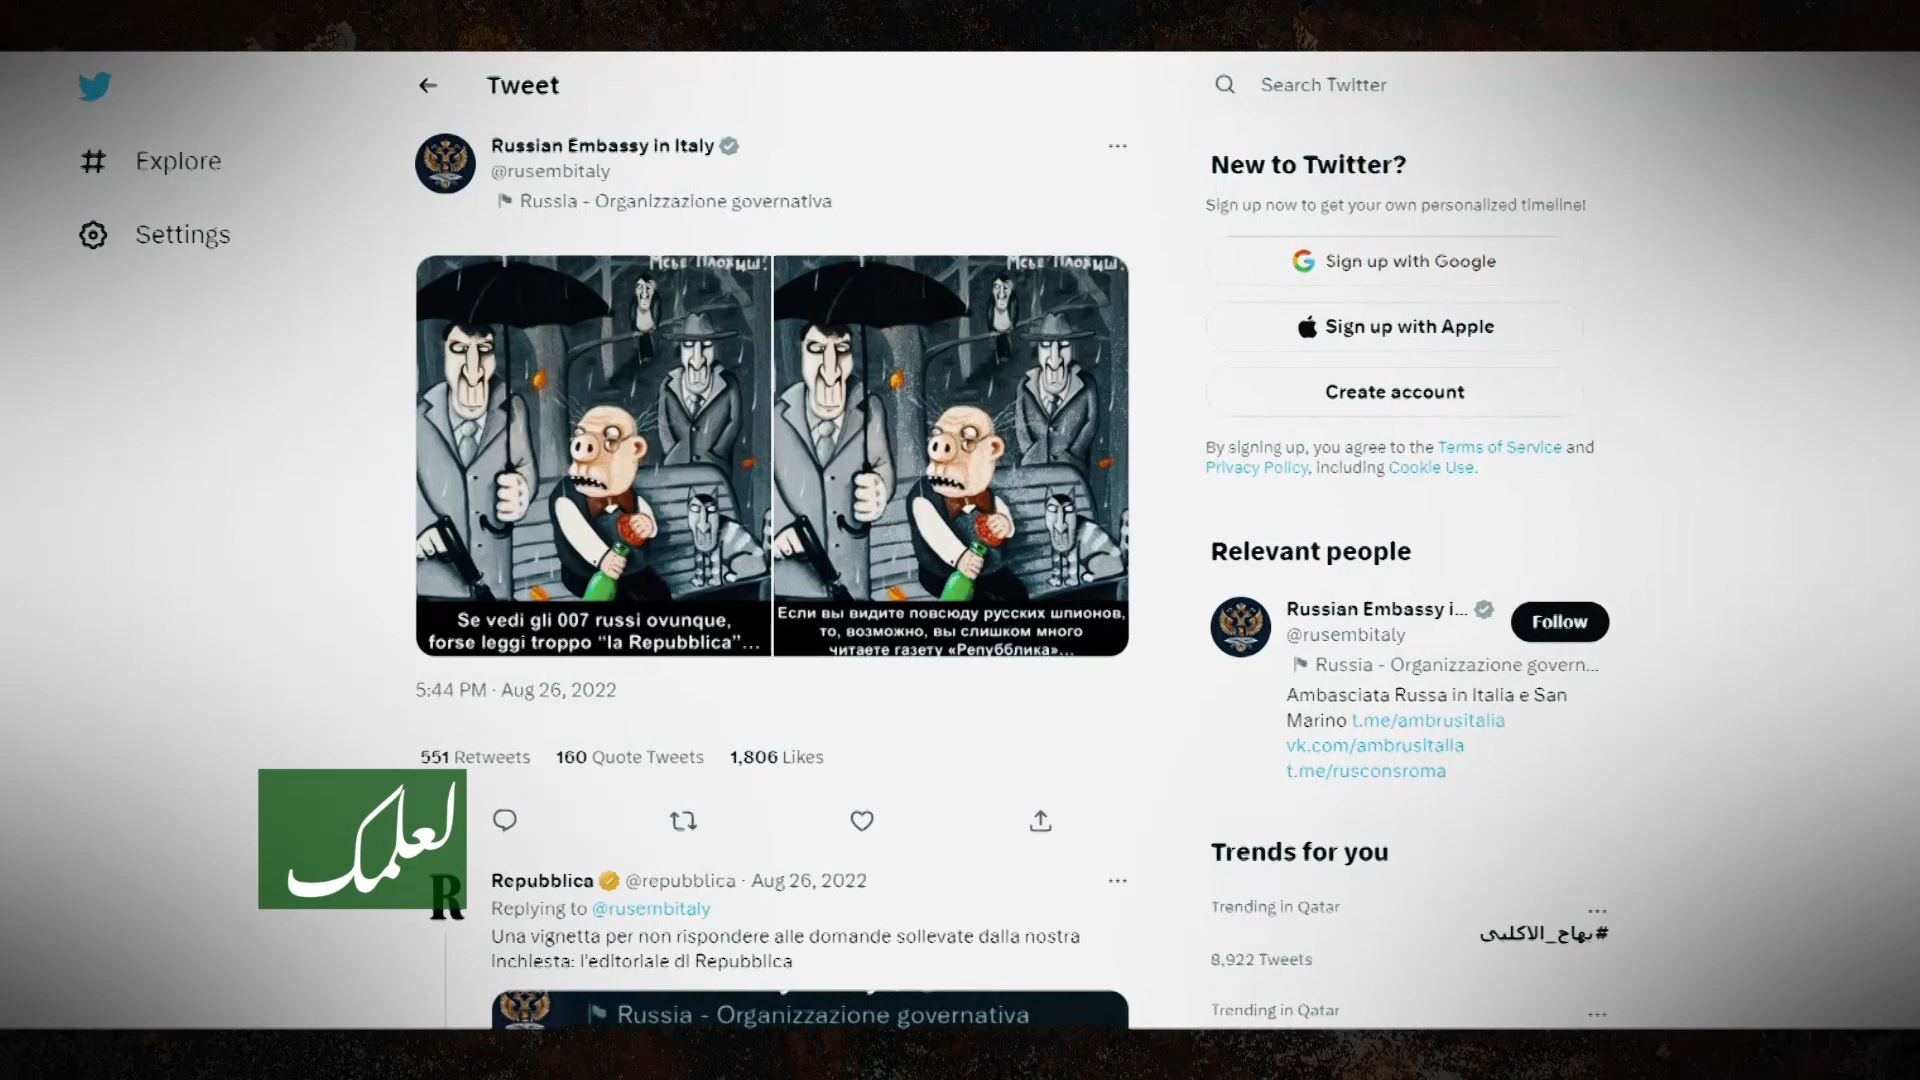 Tweet
Search Twitter
Explore
Settings
Russian Embassy in Italy
@rusembitaly
Russia - Organizzazione governativa
Мсье Плохиш!
Se vedi gli 007 russi ovunque,
forse leggi troppo “la Repubblica”...
Мсье Плохиш.
Если вы видите повсюду русских шпионов,
то, возможно, вы слишком много
читаете газету «Репубблика»...
5:44 PM · Aug 26, 2022
551 Retweets 160 Quote Tweets 1,806 Likes
لعلمك
R
Repubblica @repubblica · Aug 26, 2022
Replying to @rusembitaly
Una vignetta per non rispondere alle domande sollevate dalla nostra
inchiesta: l'editoriale di Repubblica
Russia - Organizzazione governativa
New to Twitter?
Sign up now to get your own personalized timeline!
Sign up with Google
Sign up with Apple
Create account
By signing up, you agree to the Terms of Service and
Privacy Policy, including Cookie Use.
Relevant people
Russian Embassy i...
@rusembitaly
Follow
Russia - Organizzazione govern...
Ambasciata Russa in Italia e San
Marino t.me/ambrusitalia
vk.com/ambrusitalia
t.me/rusconsroma
Trends for you
Trending in Qatar
#بهاج_الاكلبي
8,922 Tweets
Trending in Qatar